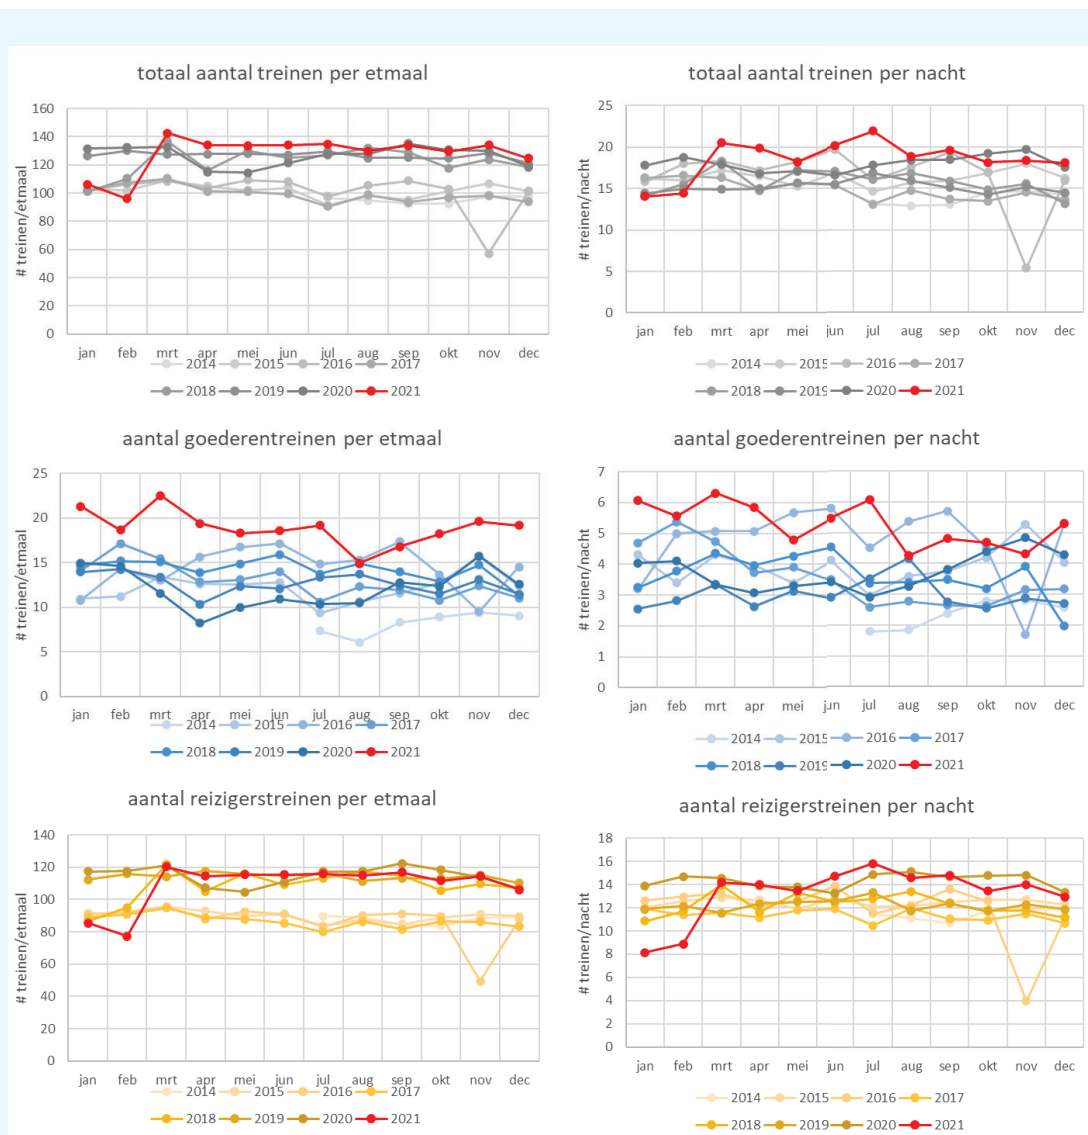 totaal aantal treinen per etmaal
160
140
120
100
80
60
40
20
0
# treinen/etmaal
jan feb mrt apr mei jun jul aug sep okt nov dec
2014 2015 2016 2017
2018 2019 2020 2021
totaal aantal treinen per nacht
25
20
15
10
5
0
# treinen/nacht
jan feb mrt apr mei jun jul aug sep okt nov dec
2014 2015 2016 2017
2018 2019 2020 2021
aantal goederentreinen per etmaal
25
20
15
10
5
0
# treinen/etmaal
jan feb mrt apr mei jun jul aug sep okt nov dec
2014 2015 2016 2017
2018 2019 2020 2021
aantal goederentreinen per nacht
7
6
5
4
3
2
1
0
# treinen/nacht
jan feb mrt apr mei jun jul aug sep okt nov dec
2014 2015 2016 2017
2018 2019 2020 2021
aantal reizigerstreinen per etmaal
140
120
100
80
60
40
20
0
# treinen/etmaal
jan feb mrt apr mei jun jul aug sep okt nov dec
2014 2015 2016 2017
2018 2019 2020 2021
aantal reizigerstreinen per nacht
18
16
14
12
10
8
6
4
2
0
# treinen/nacht
jan feb mrt apr mei jun jul aug sep okt nov dec
2014 2015 2016 2017
2018 2019 2020 2021